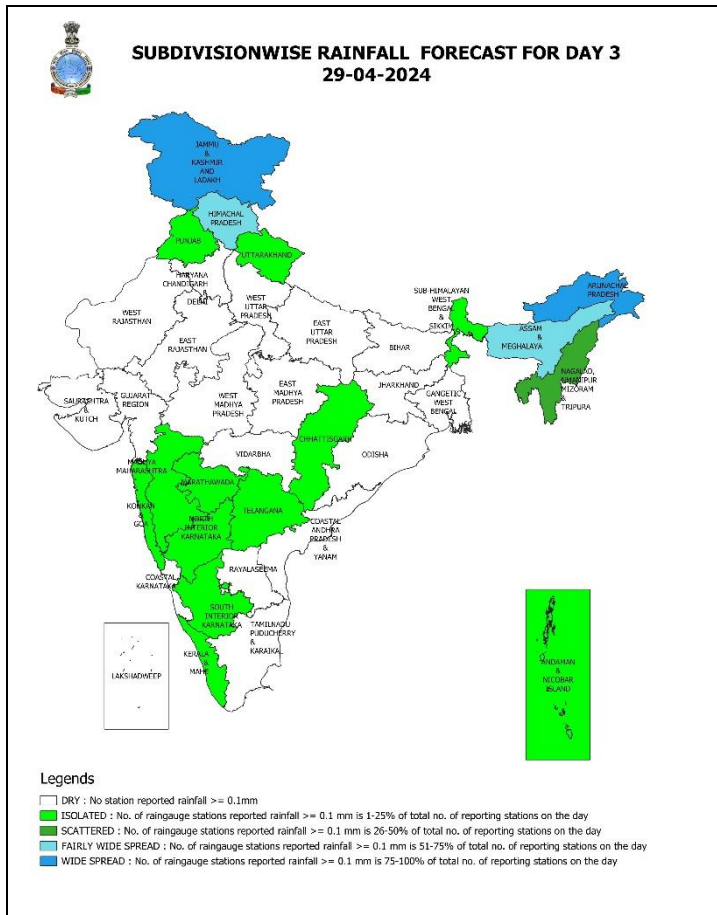 SUBDIVISIONWISE RAINFALL FORECAST FOR DAY 3
29-04-2024
JAMMU
&
KASHMIR
AND
LADAKH
HIMACHAL
PRADESH
PUNJAB
UTTARAKHAND
HARYANA
CHANDIGARH
&
DELHI
WEST
RAJASTHAN
WEST
UTTAR
PRADESH
EAST
UTTAR
PRADESH
EAST
RAJASTHAN
SUB-HIMALAYAN
WEST
BENGAL
&
SIKKIM
ARUNACHAL
PRADESH
ASSAM
&
MEGHALAYA
NAGALAND,
MANIPUR
MIZORAM
&
TRIPURA
BIHAR
JHARKHAND
GANGETIC
WEST
BENGAL
SAURASHTRA
&
KUTCH
GUJARAT
REGION
WEST
MADHYA
PRADESH
EAST
MADHYA
PRADESH
CHHATTISGARH
ODISHA
VIDARBHA
MADHYA
MAHARASHTRA
MARATHAWADA
KONKAN
&
GOA
NORTH
INTERIOR
KARNATAKA
TELANGANA
COASTAL
ANDHRA
PRADESH
&
YANAM
RAYALASEEMA
COASTAL
KARNATAKA
SOUTH
INTERIOR
KARNATAKA
TAMILNADU
PUDUCHERRY
&
KARAIKAL
KERALA
&
MAHE
LAKSHADWEEP
ANDAMAN
&
NICOBAR
ISLAND
Legends
DRY : No station reported rainfall >= 0.1mm
ISOLATED : No. of raingauge stations reported rainfall >= 0.1 mm is 1-25% of total no. of reporting stations on the day
SCATTERED : No. of raingauge stations reported rainfall >= 0.1 mm is 26-50% of total no. of reporting stations on the day
FAIRLY WIDE SPREAD : No. of raingauge stations reported rainfall >= 0.1 mm is 51-75% of total no. of reporting stations on the day
WIDE SPREAD : No. of raingauge stations reported rainfall >= 0.1 mm is 75-100% of total no. of reporting stations on the day